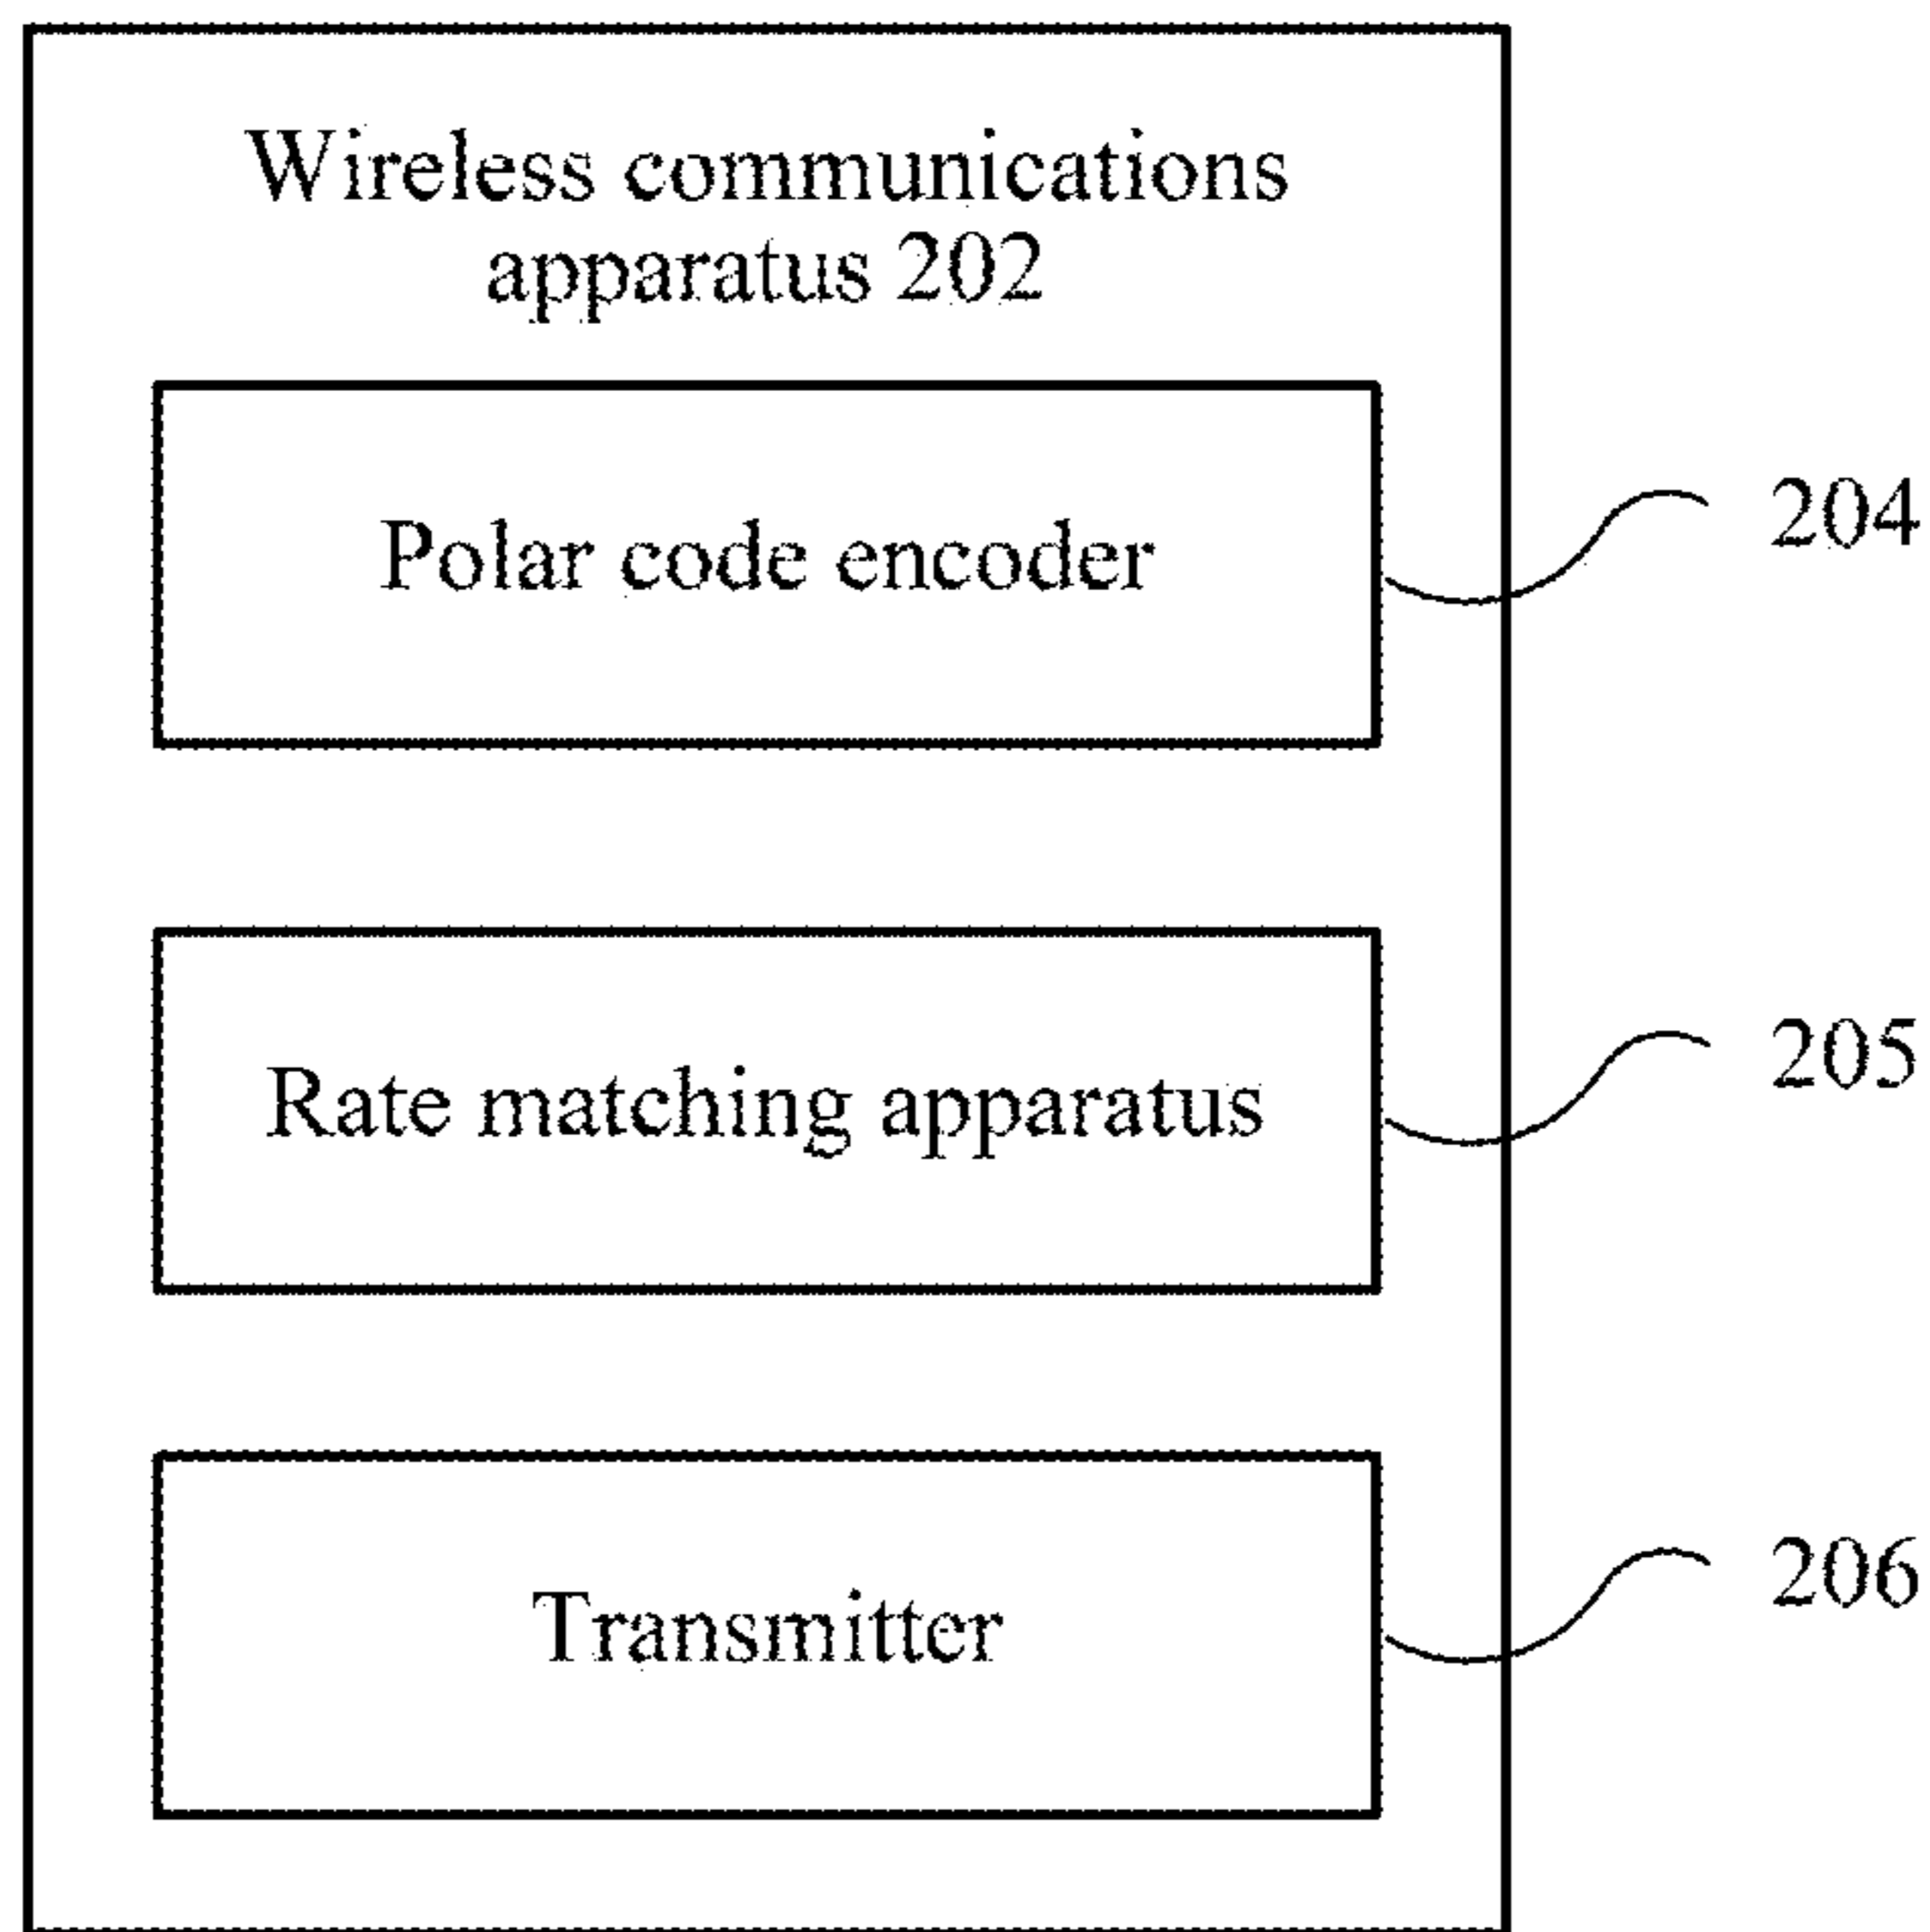 Wireless communications
apparatus 202
Polar code encoder
204
Rate matching apparatus
205
Transmitter
206